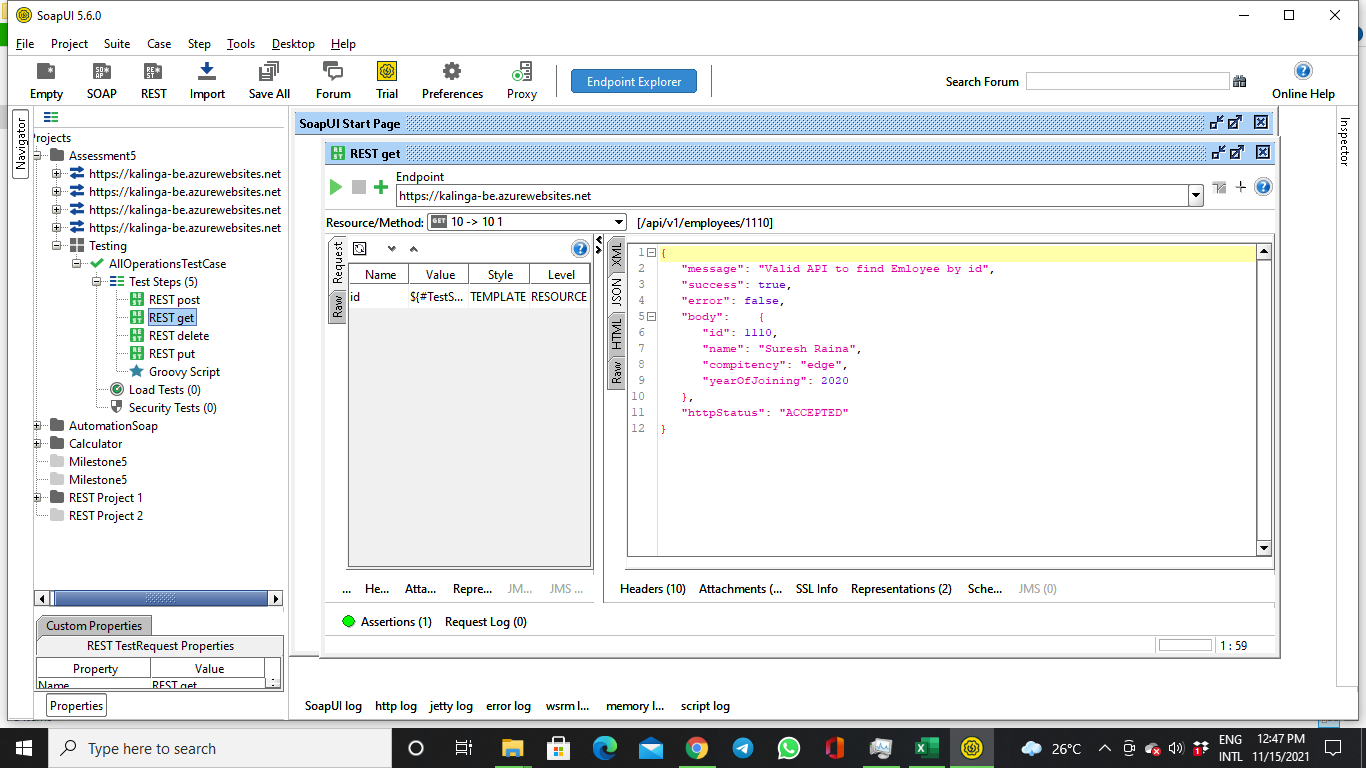 SoapUI 5.6.0
File Project Suite Case Step Tools Desktop Help
Empty SOAP REST Import Save All Forum Trial Preferences Proxy Endpoint Explorer Search Forum Online Help
Navigator
Projects
Assessment5
https://kalinga-be.azurewebsites.net
https://kalinga-be.azurewebsites.net
https://kalinga-be.azurewebsites.net
https://kalinga-be.azurewebsites.net
Testing
AllOperationsTestCase
Test Steps (5)
REST post
REST get
REST delete
REST put
Groovy Script
Load Tests (0)
Security Tests (0)
AutomationSoap
Calculator
Milestone5
Milestone5
REST Project 1
REST Project 2
Custom Properties
REST TestRequest Properties
Property Value
Name REST get
Properties
SoapUI Start Page
REST get
Endpoint
https://kalinga-be.azurewebsites.net
Resource/Method: GET 10 -> 10 1 [/api/v1/employees/1110]
Request
Raw
Name Value Style Level
id ${#TestS... TEMPLATE RESOURCE
... He... Atta... Repre... JM... JMS ...
XML
JSON
HTML
Raw
1 {
2 "message": "Valid API to find Emloyee by id",
3 "success": true,
4 "error": false,
5 "body": {
6 "id": 1110,
7 "name": "Suresh Raina",
8 "compitency": "edge",
9 "yearOfJoining": 2020
10 },
11 "httpStatus": "ACCEPTED"
12 }
Headers (10) Attachments (... SSL Info Representations (2) Sche... JMS (0)
Assertions (1) Request Log (0)
1 : 59
Inspector
SoapUI log http log jetty log error log wsrm l... memory l... script log
Type here to search
26°C
ENG
INTL
12:47 PM
11/15/2021